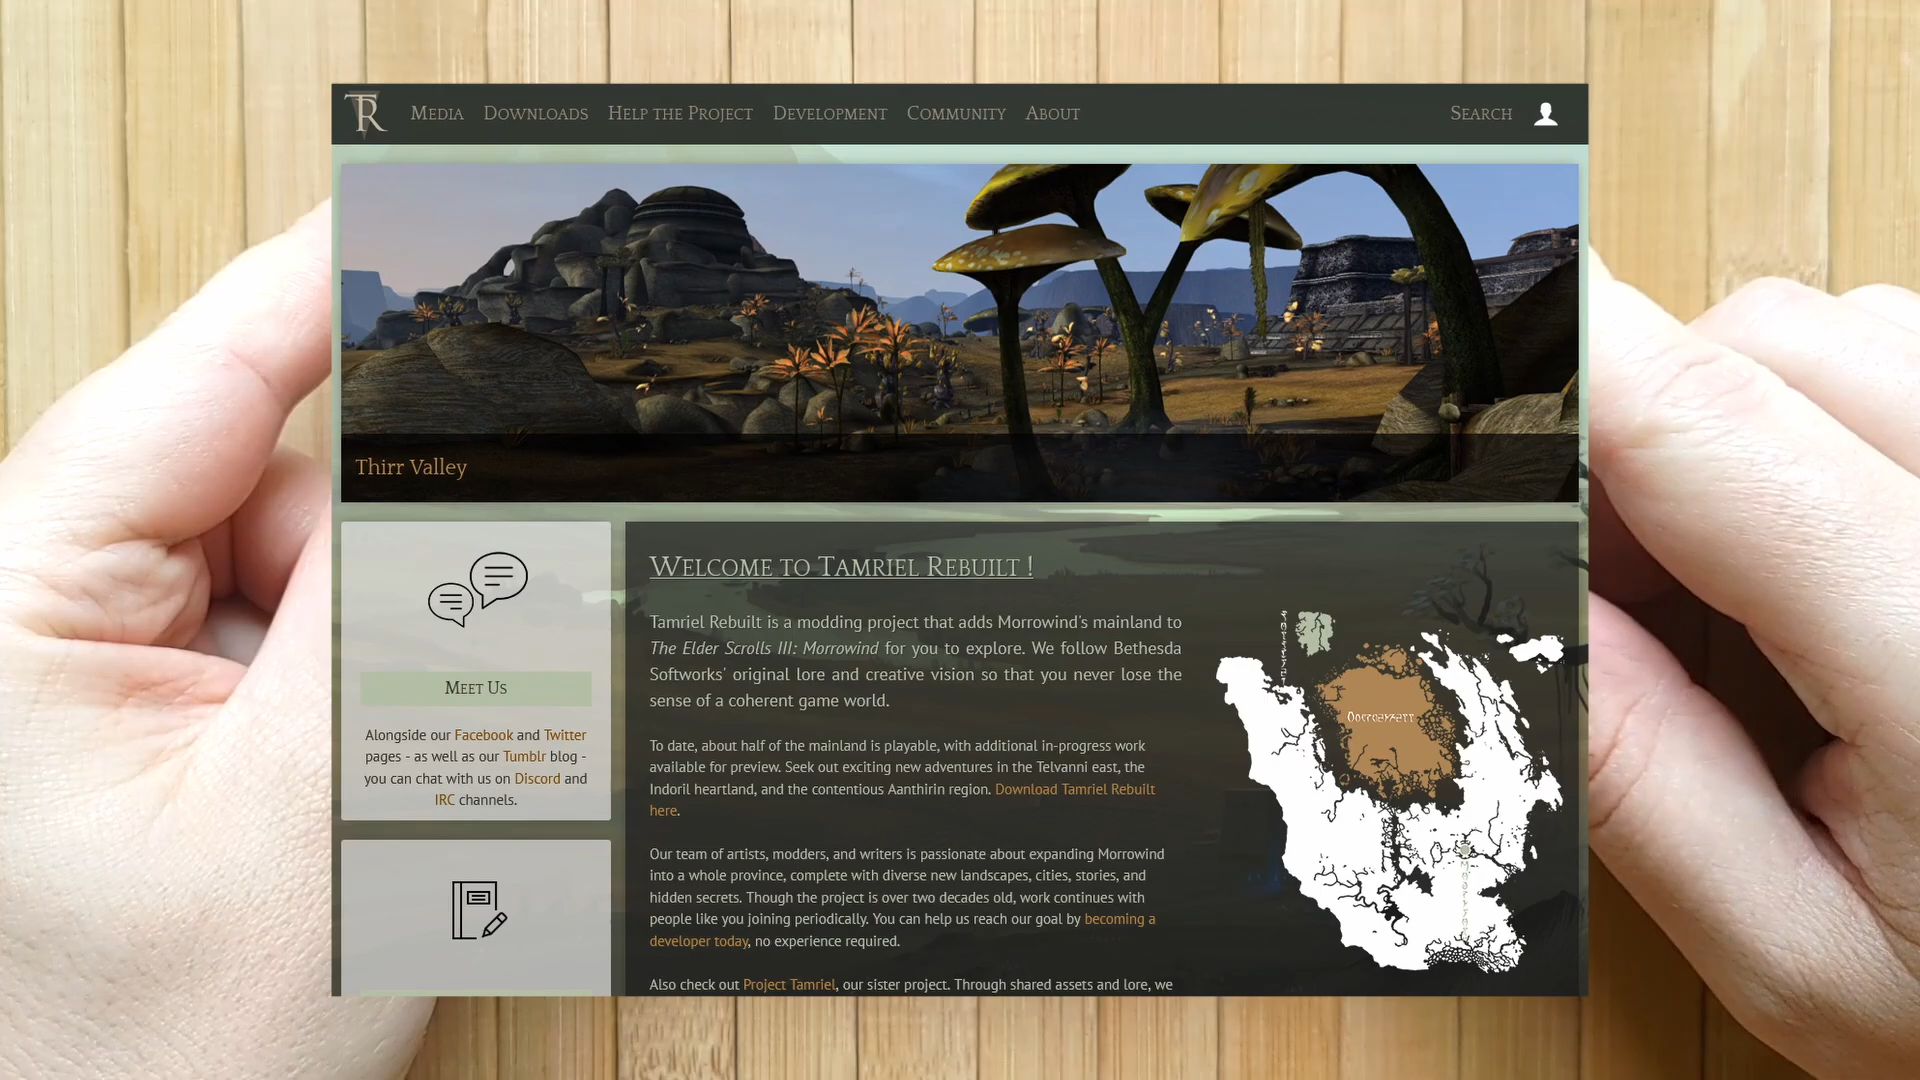 TR
Media Downloads Help the Project Development Community About Search
Thirr Valley
Meet Us
Alongside our Facebook and Twitter
pages - as well as our Tumblr blog -
you can chat with us on Discord and
IRC channels.
Welcome to Tamriel Rebuilt !
Tamriel Rebuilt is a modding project that adds Morrowind's mainland to
The Elder Scrolls III: Morrowind for you to explore. We follow Bethesda
Softworks' original lore and creative vision so that you never lose the
sense of a coherent game world.
To date, about half of the mainland is playable, with additional in-progress work
available for preview. Seek out exciting new adventures in the Telvanni east, the
Indoril heartland, and the contentious Aanthirin region. Download Tamriel Rebuilt
here.
Our team of artists, modders, and writers is passionate about expanding Morrowind
into a whole province, complete with diverse new landscapes, cities, stories, and
hidden secrets. Though the project is over two decades old, work continues with
people like you joining periodically. You can help us reach our goal by becoming a
developer today, no experience required.
Also check out Project Tamriel, our sister project. Through shared assets and lore, we